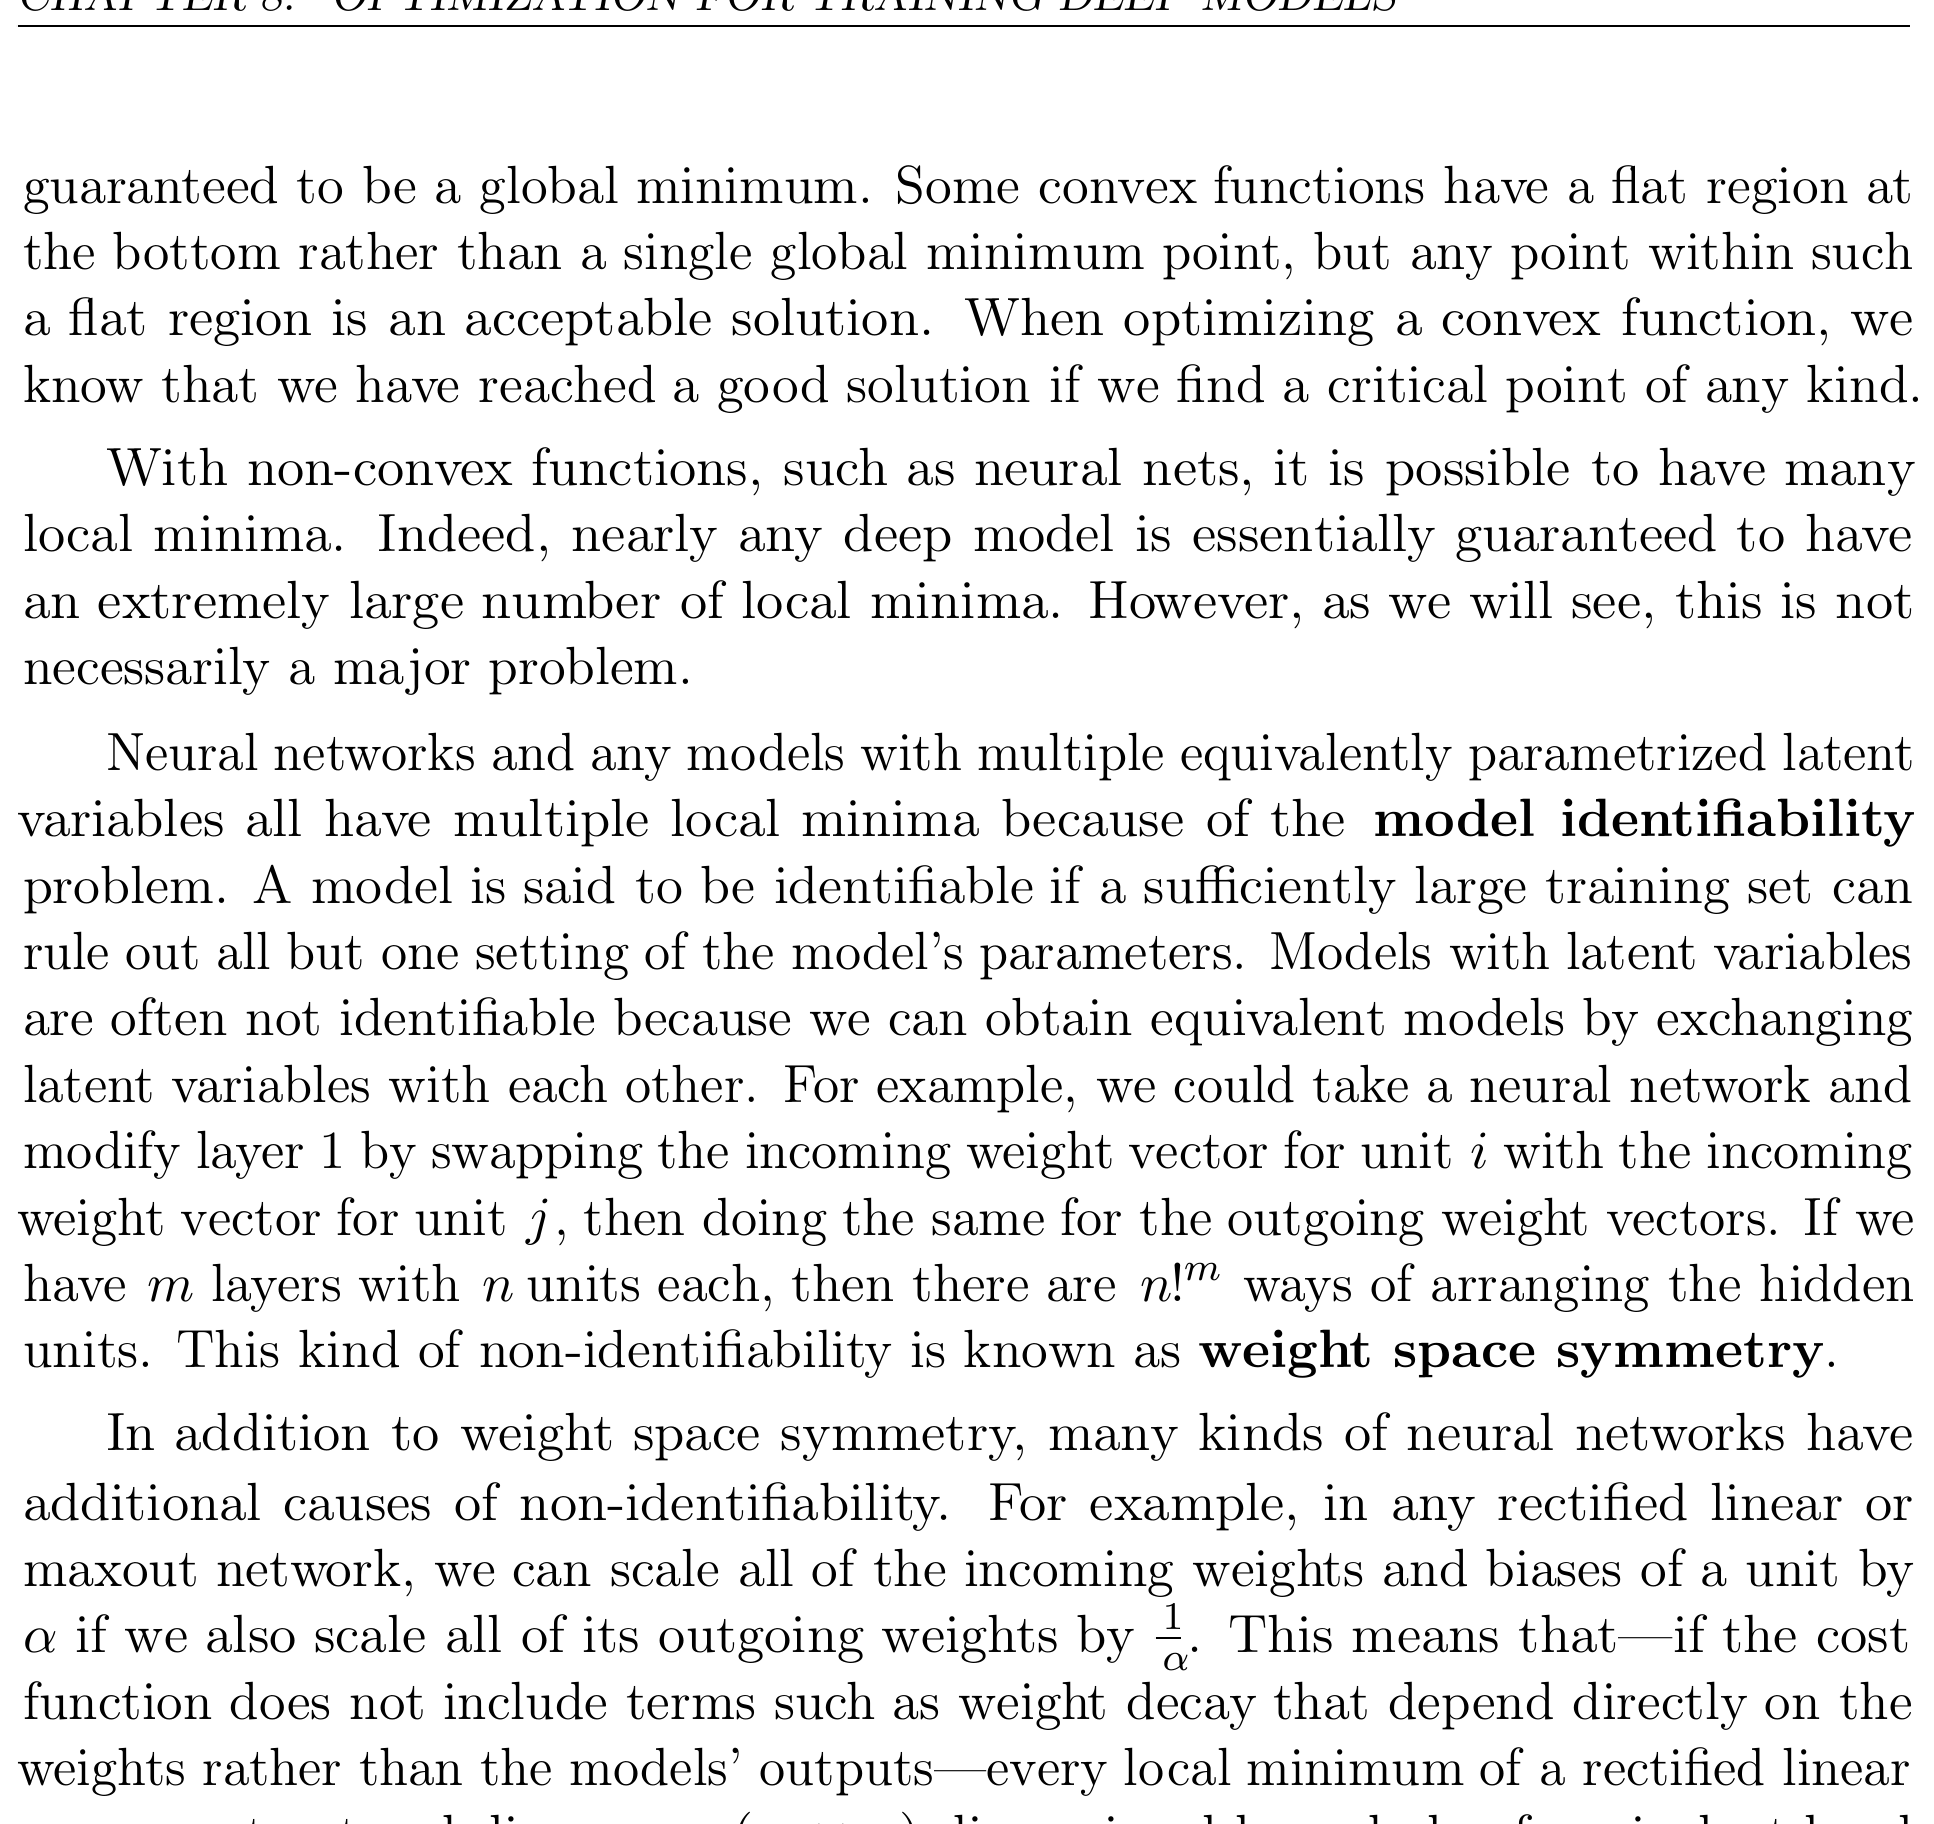 CHAPTER 8. OPTIMIZATION FOR TRAINING DEEP MODELS
guaranteed to be a global minimum. Some convex functions have a flat region at
the bottom rather than a single global minimum point, but any point within such
a flat region is an acceptable solution. When optimizing a convex function, we
know that we have reached a good solution if we find a critical point of any kind.
With non-convex functions, such as neural nets, it is possible to have many
local minima. Indeed, nearly any deep model is essentially guaranteed to have
an extremely large number of local minima. However, as we will see, this is not
necessarily a major problem.
Neural networks and any models with multiple equivalently parametrized latent
variables all have multiple local minima because of the model identifiability
problem. A model is said to be identifiable if a sufficiently large training set can
rule out all but one setting of the model’s parameters. Models with latent variables
are often not identifiable because we can obtain equivalent models by exchanging
latent variables with each other. For example, we could take a neural network and
modify layer 1 by swapping the incoming weight vector for unit i with the incoming
weight vector for unit j, then doing the same for the outgoing weight vectors. If we
have m layers with n units each, then there are n!^m ways of arranging the hidden
units. This kind of non-identifiability is known as weight space symmetry.
In addition to weight space symmetry, many kinds of neural networks have
additional causes of non-identifiability. For example, in any rectified linear or
maxout network, we can scale all of the incoming weights and biases of a unit by
α if we also scale all of its outgoing weights by 1/α. This means that—if the cost
function does not include terms such as weight decay that depend directly on the
weights rather than the models’ outputs—every local minimum of a rectified linear